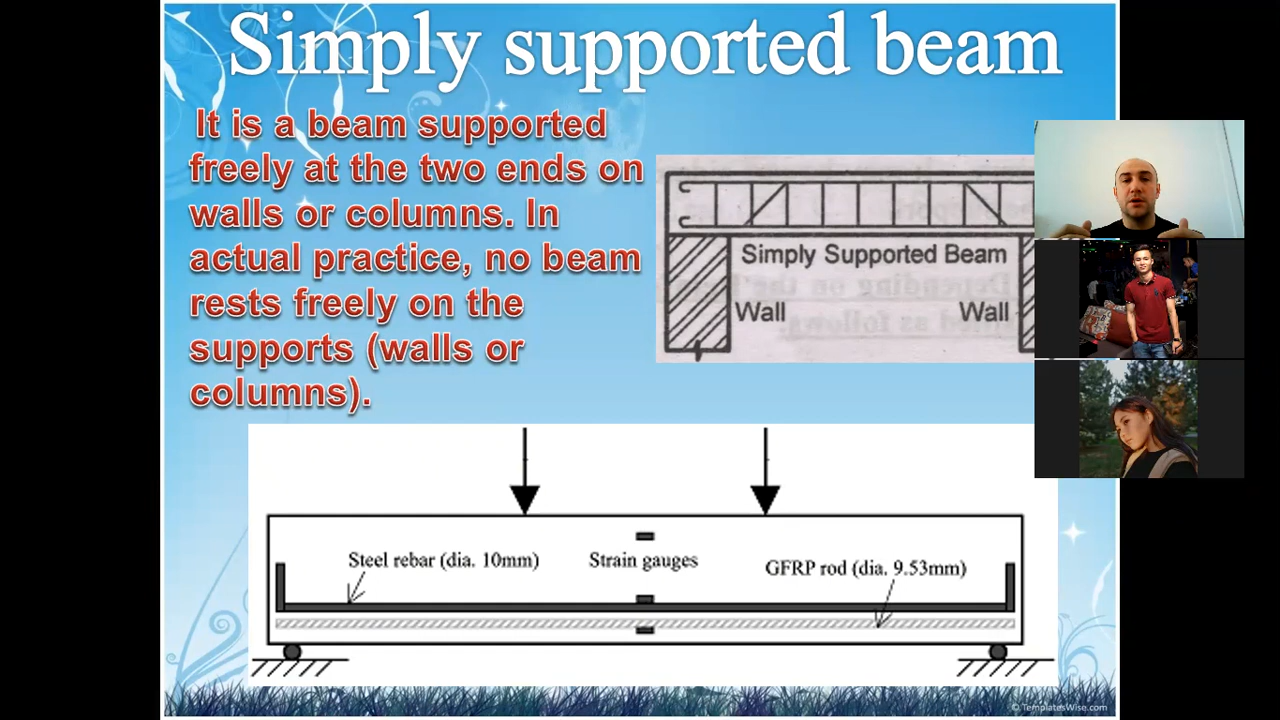 Simply supported beam
It is a beam supported
freely at the two ends on
walls or columns. In
actual practice, no beam
rests freely on the
supports (walls or
columns).
Simply Supported Beam
Wall
Wall
Steel rebar (dia. 10mm)
Strain gauges
GFRP rod (dia. 9.53mm)
© TemplatesWise.com